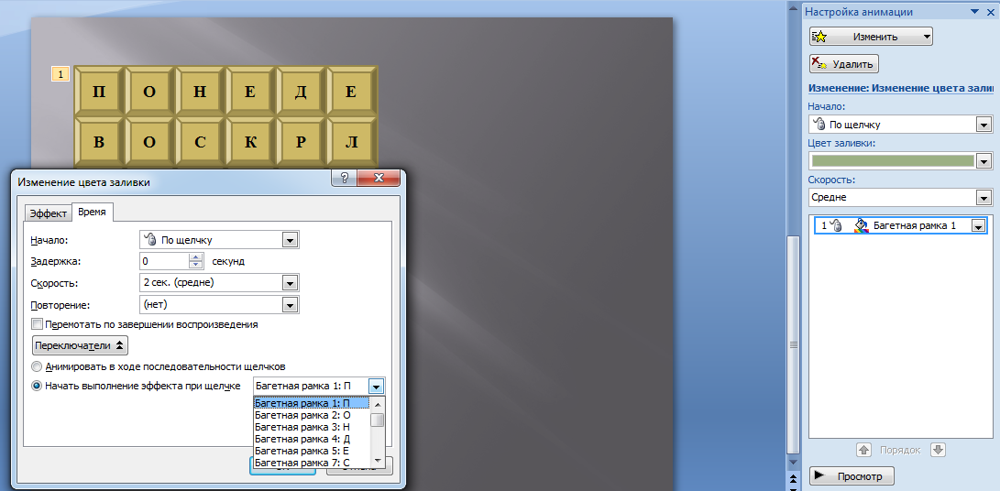 Настройка анимации
Изменить
Удалить
Изменение: Изменение цвета зали
Начало:
По щелчку
Цвет заливки:
Скорость:
Средне
1 Багетная рамка 1
Порядок
Просмотр
1
П О Н Е Д Е
В О С К Р Л
Изменение цвета заливки
Эффект Время
Начало: По щелчку
Задержка: 0 секунд
Скорость: 2 сек. (средне)
Повторение: (нет)
Перемотать по завершении воспроизведения
Переключатели
Анимировать в ходе последовательности щелчков
Начать выполнение эффекта при щелчке Багетная рамка 1: П
Багетная рамка 1: П
Багетная рамка 2: О
Багетная рамка 3: Н
Багетная рамка 4: Д
Багетная рамка 5: Е
Багетная рамка 7: С